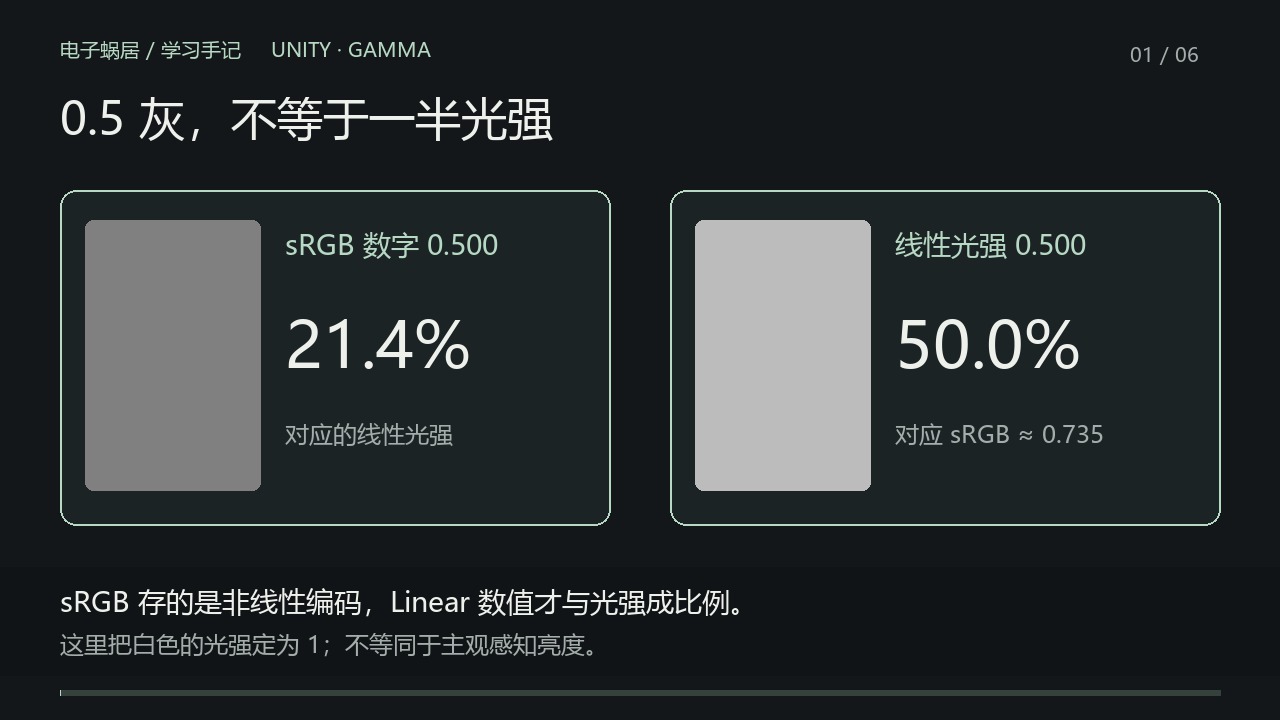 电子蜗居 / 学习手记 UNITY · GAMMA
01 / 06
0.5 灰，不等于一半光强
sRGB 数字 0.500
21.4%
对应的线性光强
线性光强 0.500
50.0%
对应 sRGB ≈ 0.735
sRGB 存的是非线性编码，Linear 数值才与光强成比例。
这里把白色的光强定为 1；不等同于主观感知亮度。